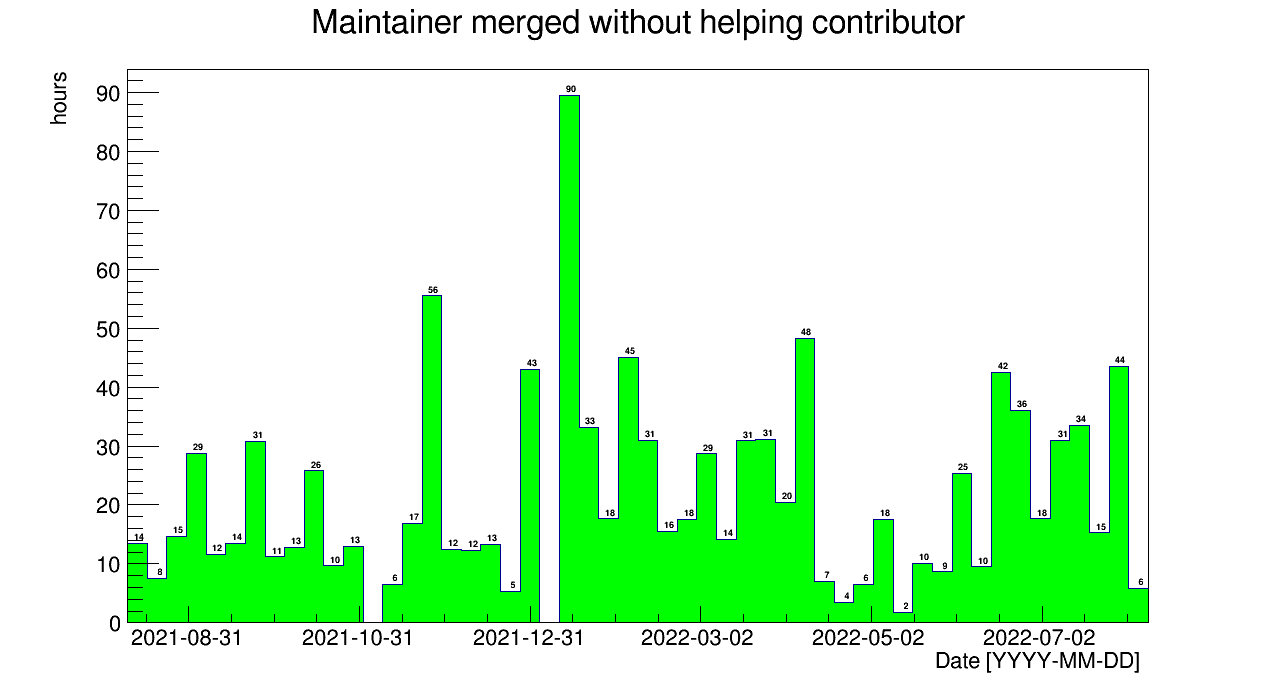 Maintainer merged without helping contributor
hours
90
80
70
60
50
40
30
20
10
0
14 8 15 29 12 14 31 11 13 26 10 13 6 17 56 12 12 13 5 43 90 33 18 45 31 16 18 29 14 31 31 20 48 7 4 6 18 2 10 9 25 10 42 36 18 31 34 15 44 6
2021-08-31 2021-10-31 2021-12-31 2022-03-02 2022-05-02 2022-07-02
Date [YYYY-MM-DD]